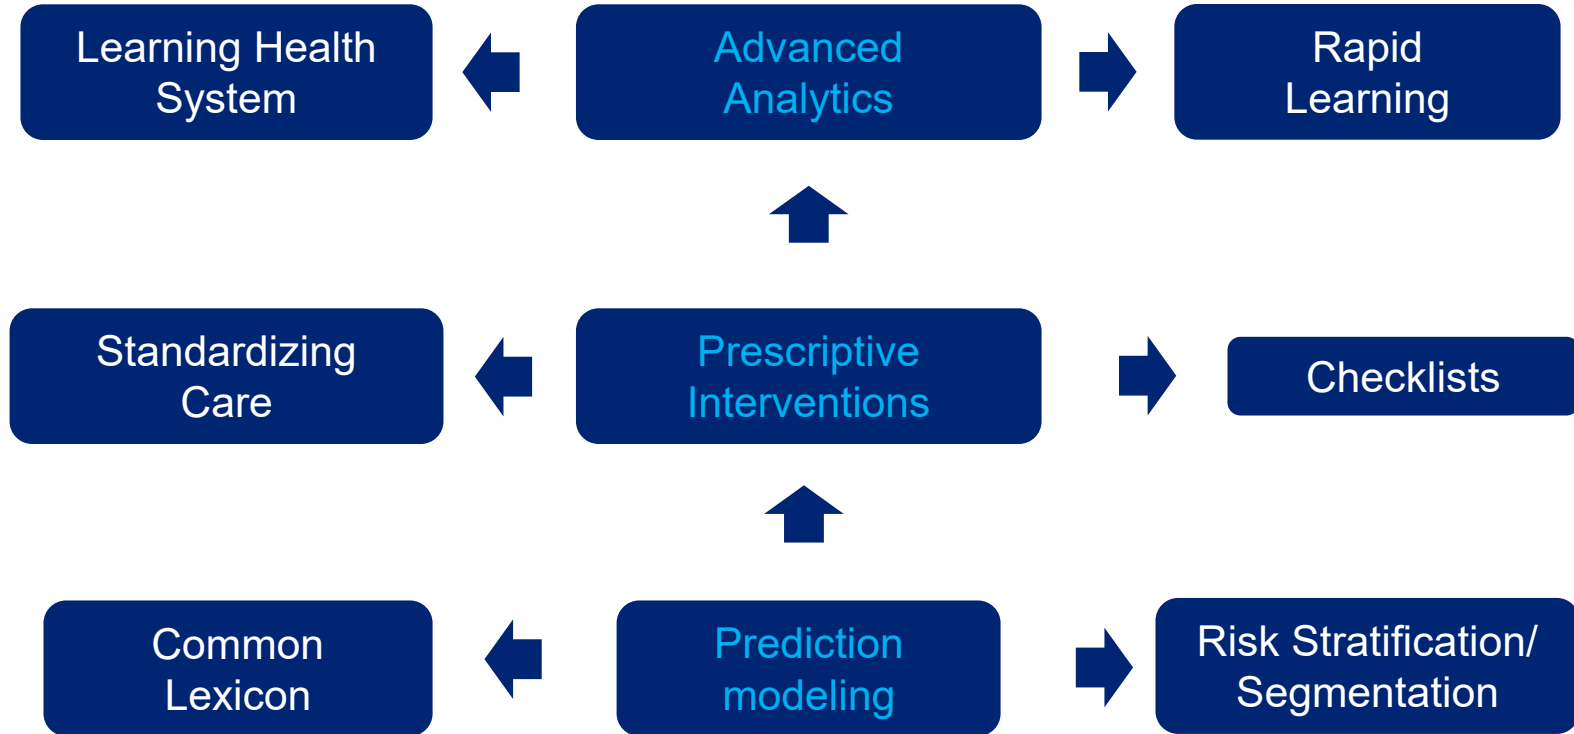 Learning Health
System
Advanced
Analytics
Rapid
Learning
Standardizing
Care
Prescriptive
Interventions
Checklists
Common
Lexicon
Prediction
modeling
Risk Stratification/
Segmentation